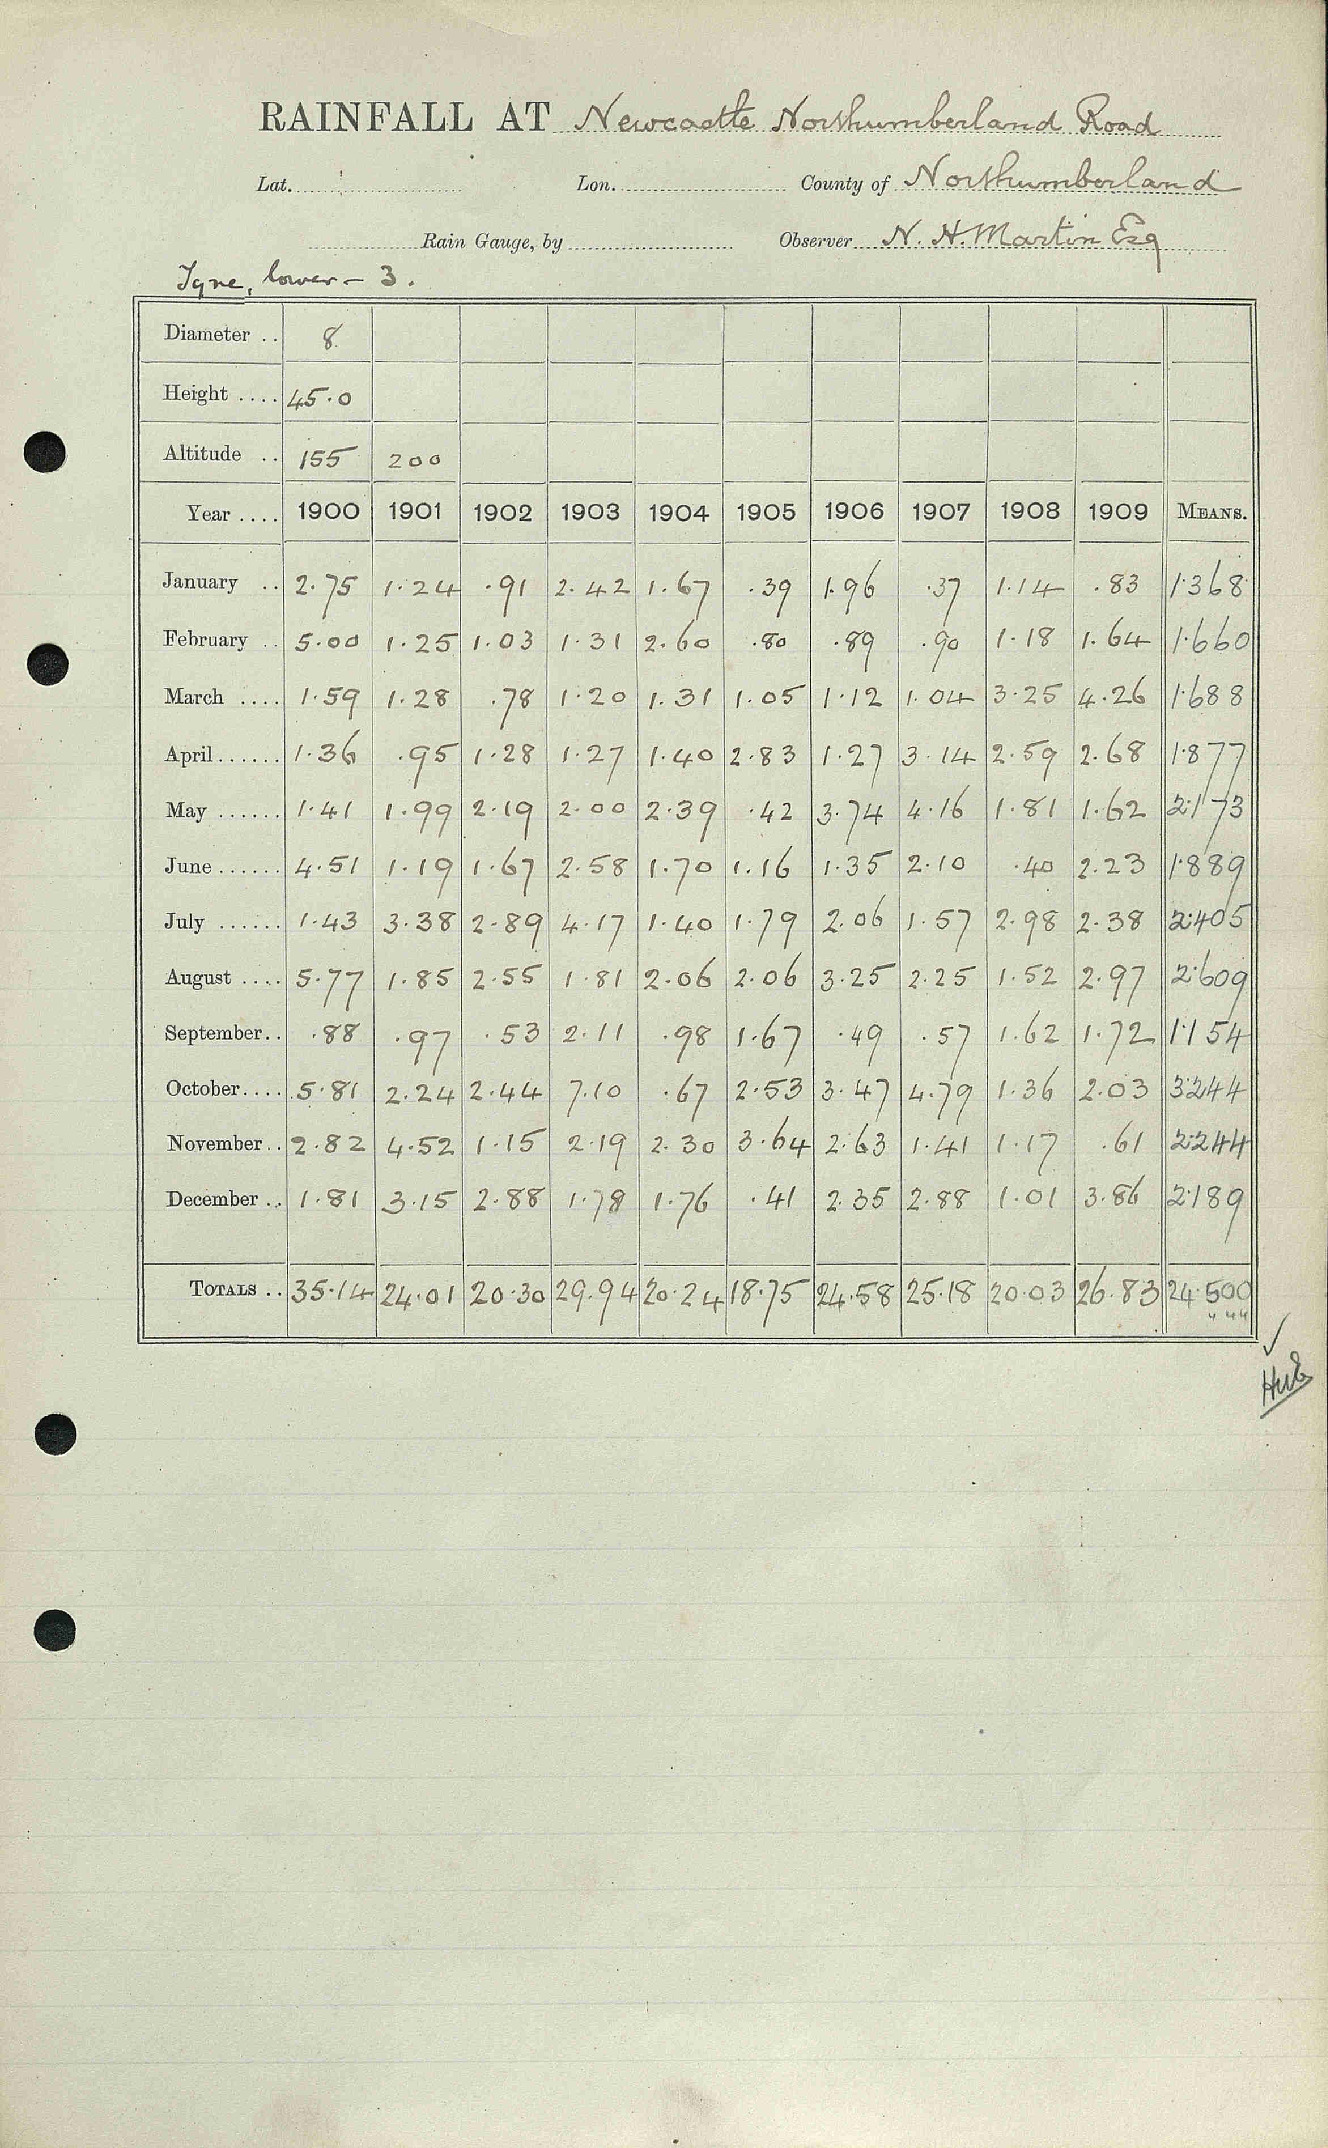 RAINFALL AT Newcastle Northumberland Road
Lat. Lon. County of Northumberland
Rain Gauge, by Observer N. H. Martin Esq
Tyne, lower - 3.
Diameter .. 8
Height .... 45.0
Altitude .. 155 200
Year .... 1900 1901 1902 1903 1904 1905 1906 1907 1908 1909 MEANS.
January .. 2.75 1.24 .91 2.42 1.67 .39 1.96 .37 1.14 .83 1.368
February .. 5.00 1.25 1.03 1.31 2.60 .80 .89 .90 1.18 1.64 1.660
March .... 1.59 1.28 .78 1.20 1.31 1.05 1.12 1.04 3.25 4.26 1.688
April...... 1.36 .95 1.28 1.27 1.40 2.83 1.27 3.14 2.59 2.68 1.877
May ...... 1.41 1.99 2.19 2.00 2.39 .42 3.74 4.16 1.81 1.62 2.173
June...... 4.51 1.19 1.67 2.58 1.70 1.16 1.35 2.10 .40 2.23 1.889
July ...... 1.43 3.38 2.89 4.17 1.40 1.79 2.06 1.57 2.98 2.38 2.405
August .... 5.77 1.85 2.55 1.81 2.06 2.06 3.25 2.25 1.52 2.97 2.609
September.. .88 .97 .53 2.11 .98 1.67 .49 .57 1.62 1.72 1.154
October.... 5.81 2.24 2.44 7.10 .67 2.53 3.47 4.79 1.36 2.03 3.244
November.. 2.82 4.52 1.15 2.19 2.30 3.64 2.63 1.41 1.17 .61 2.244
December .. 1.81 3.15 2.88 1.78 1.76 .41 2.35 2.88 1.01 3.86 2.189
TOTALS .. 35.14 24.01 20.30 29.94 20.24 18.75 24.58 25.18 20.03 26.83 24.500